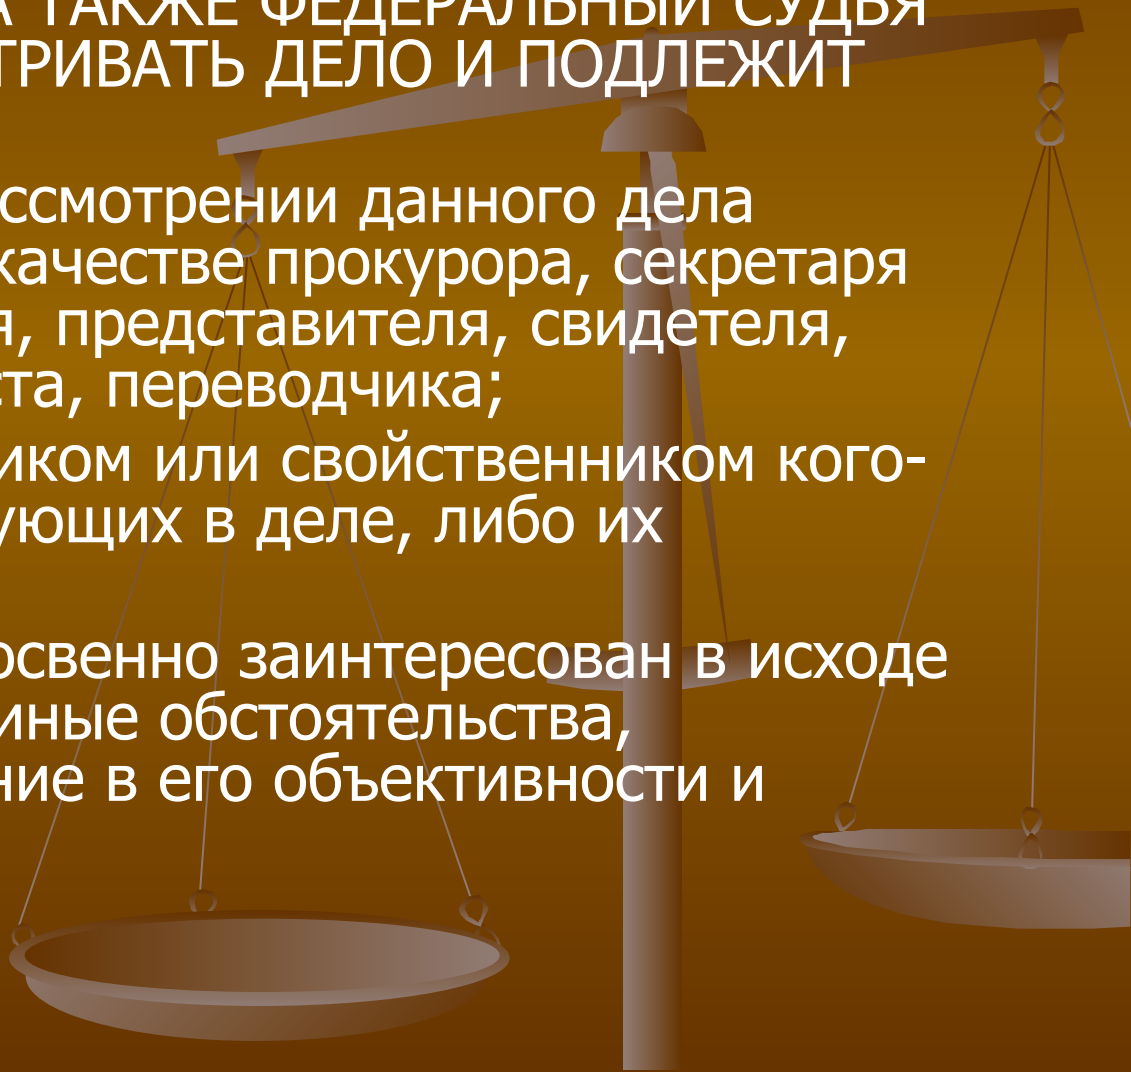 А ТАКЖЕ ФЕДЕРАЛЬНЫЙ СУДЬЯ
ТРИВАТЬ ДЕЛО И ПОДЛЕЖИТ
ссмотрении данного дела
качестве прокурора, секретаря
я, представителя, свидетеля,
ста, переводчика;
иком или свойственником кого-
ующих в деле, либо их
освенно заинтересован в исходе
иные обстоятельства,
ние в его объективности и